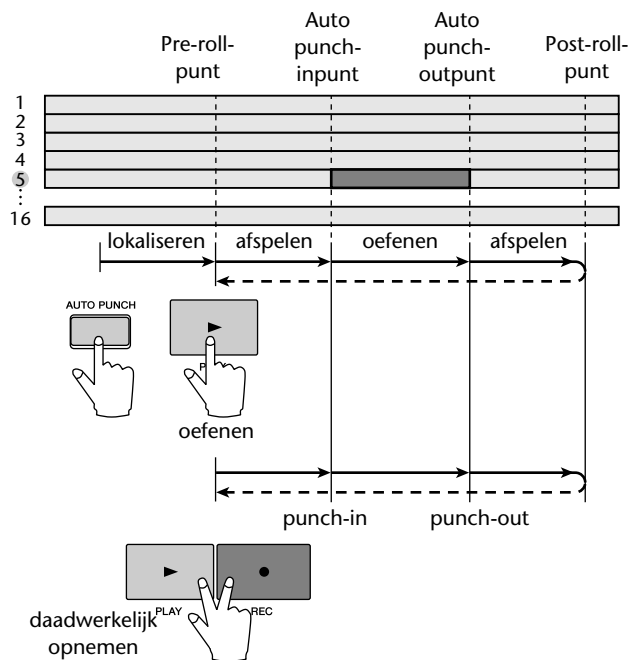 Pre-roll-
punt
Auto
punch-
inpunt
Auto
punch-
outpunt
Post-roll-
punt
1
2
3
4
5
16
lokaliseren
afspelen
oefenen
afspelen
AUTO PUNCH
oefenen
punch-in
punch-out
PLAY
REC
daadwerkelijk
opnemen